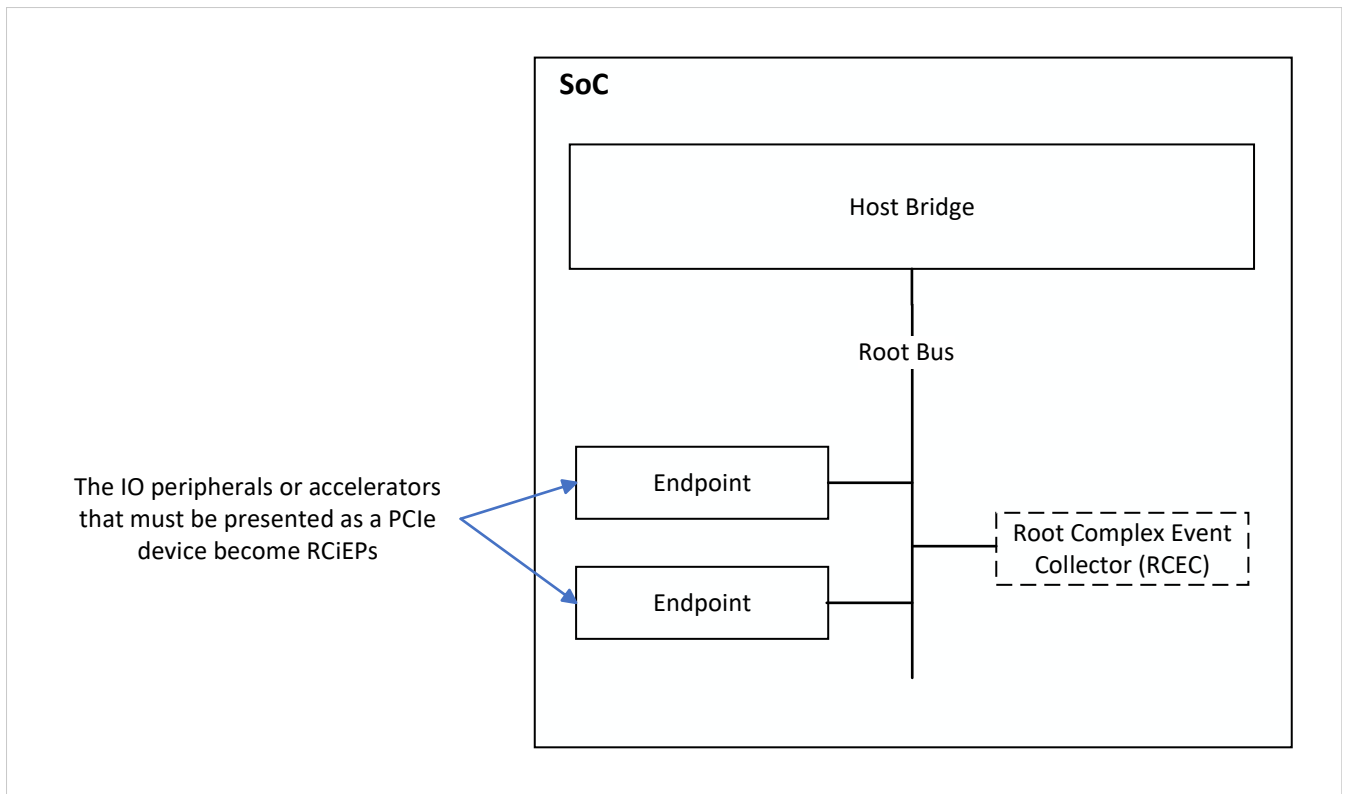 SoC
Host Bridge
Root Bus
Endpoint
The IO peripherals or accelerators
that must be presented as a PCIe
device become RCiEPs
Root Complex Event
Collector (RCEC)
Endpoint